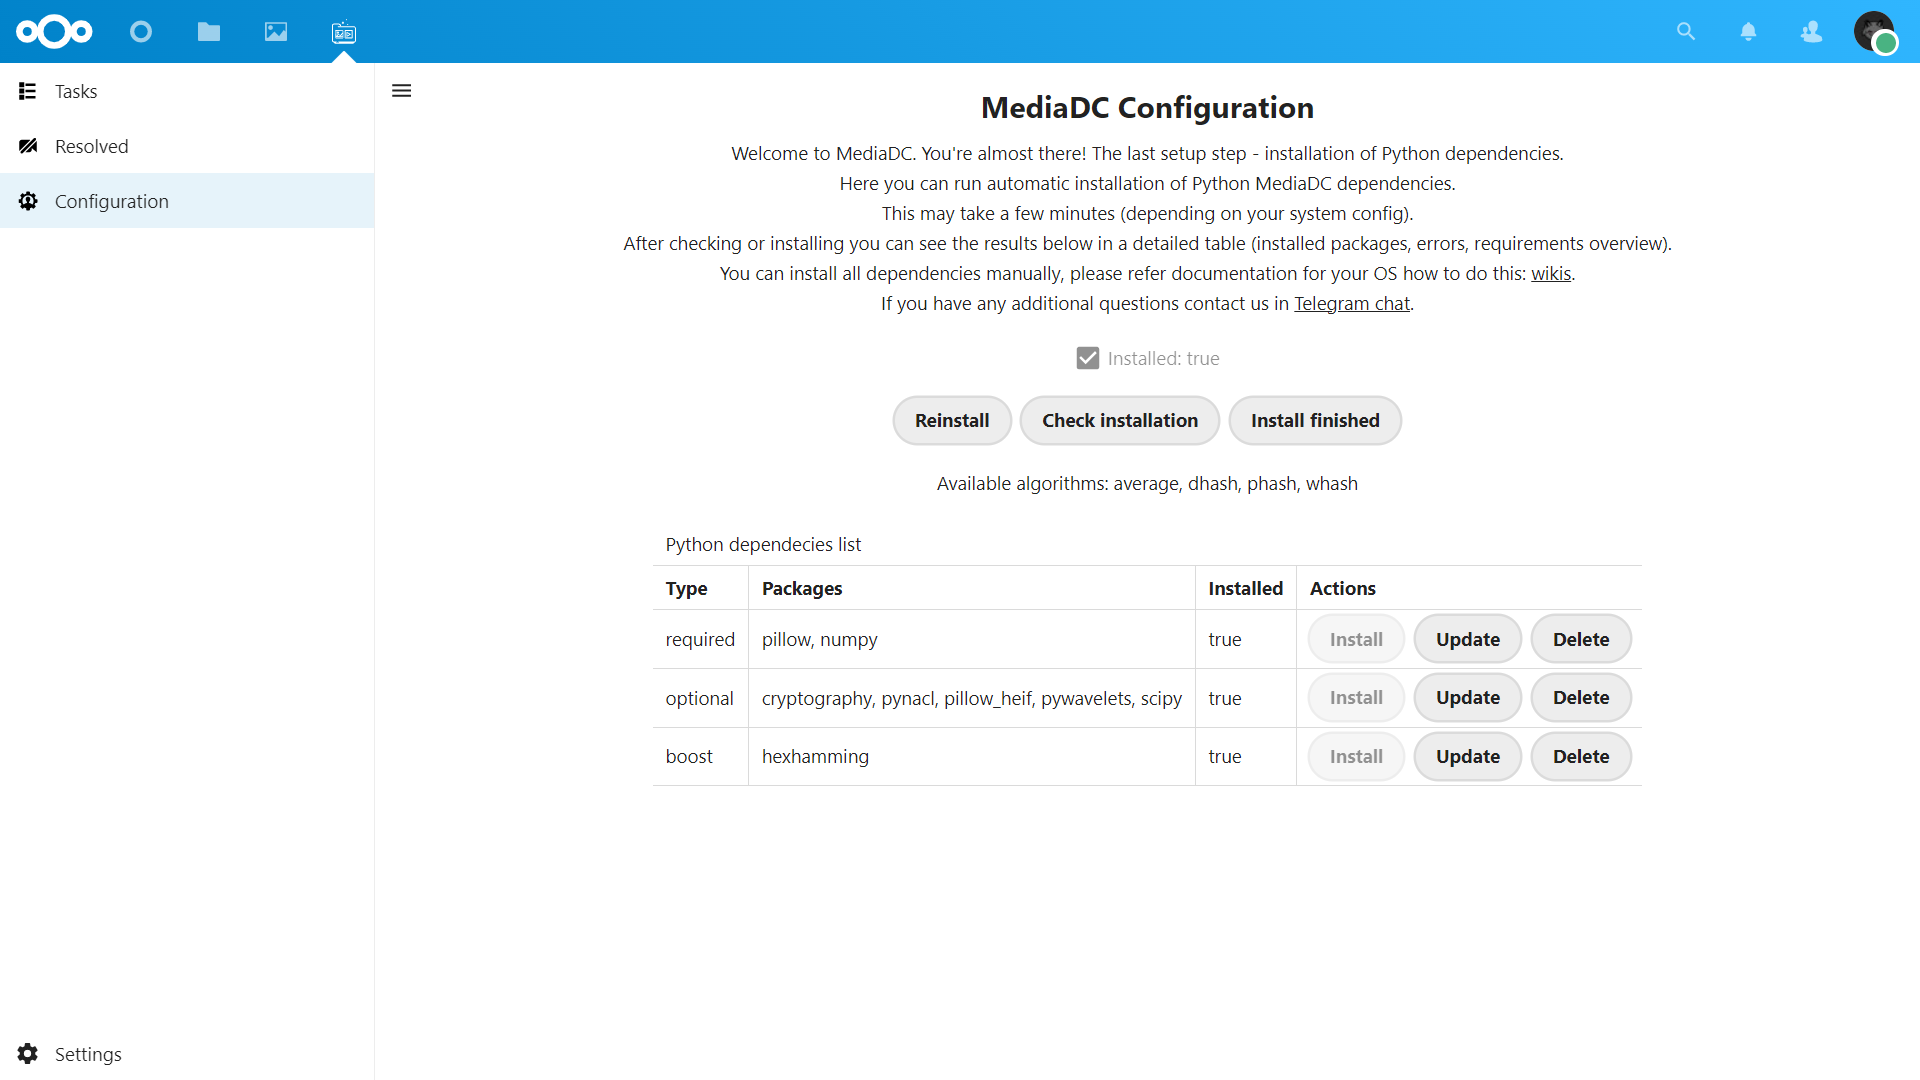 Tasks
Resolved
Configuration
Settings
MediaDC Configuration
Welcome to MediaDC. You're almost there! The last setup step - installation of Python dependencies.
Here you can run automatic installation of Python MediaDC dependencies.
This may take a few minutes (depending on your system config).
After checking or installing you can see the results below in a detailed table (installed packages, errors, requirements overview).
You can install all dependencies manually, please refer documentation for your OS how to do this: wikis.
If you have any additional questions contact us in Telegram chat.
Installed: true
Reinstall Check installation Install finished
Available algorithms: average, dhash, phash, whash
Python dependecies list
Type Packages Installed Actions
required pillow, numpy true Install Update Delete
optional cryptography, pynacl, pillow_heif, pywavelets, scipy true Install Update Delete
boost hexhamming true Install Update Delete